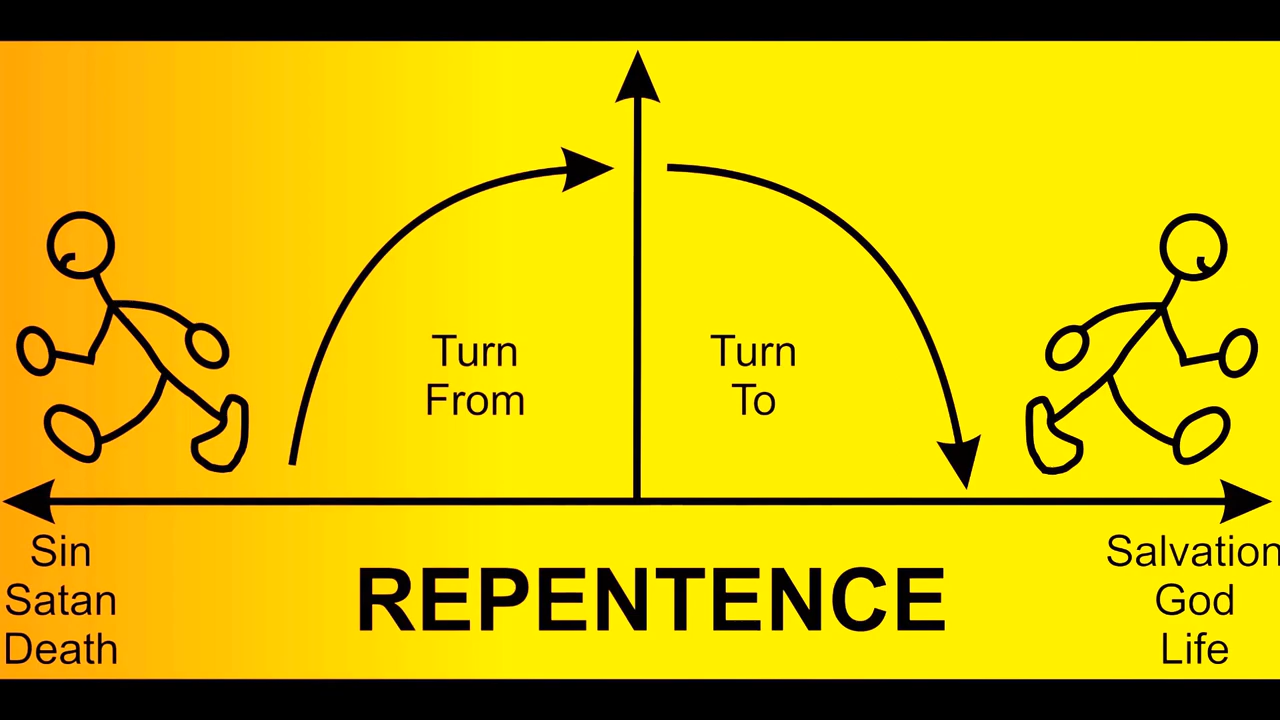 Turn
From
Turn
To
Sin
Satan
Death
REPENTENCE
Salvation
God
Life